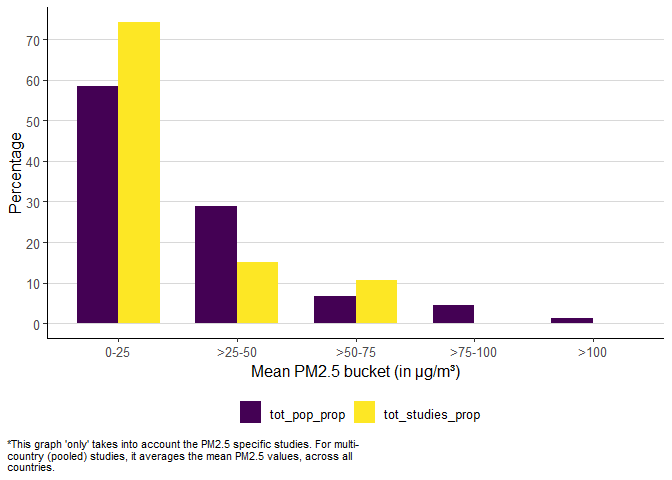 Percentage
70
60
50
40
30
20
10
0
0-25 >25-50 >50-75 >75-100 >100
Mean PM2.5 bucket (in μg/m³)
tot_pop_prop tot_studies_prop
*This graph 'only' takes into account the PM2.5 specific studies. For multi-
country (pooled) studies, it averages the mean PM2.5 values, across all
countries.